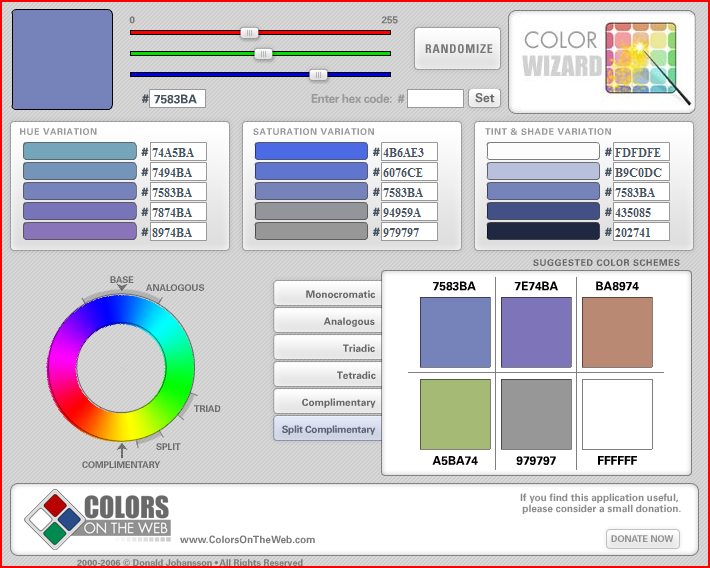 0 255
RANDOMIZE
COLOR
WIZARD
# 7583BA
Enter hex code: # Set
HUE VARIATION
# 74A5BA
# 7494BA
# 7583BA
# 7874BA
# 8974BA
SATURATION VARIATION
# 4B6AE3
# 6076CE
# 7583BA
# 94959A
# 979797
TINT & SHADE VARIATION
# FDFDFE
# B9C0DC
# 7583BA
# 435085
# 202741
BASE
ANALOGOUS
TRIAD
SPLIT
COMPLIMENTARY
Monocromatic
Analogous
Triadic
Tetradic
Complimentary
Split Complimentary
SUGGESTED COLOR SCHEMES
7583BA 7E74BA BA8974
A5BA74 979797 FFFFFF
COLORS
ON THE WEB
www.ColorsOnTheWeb.com
If you find this application useful,
please consider a small donation.
DONATE NOW
2000-2006 © Donald Johansson • All Rights Reserved